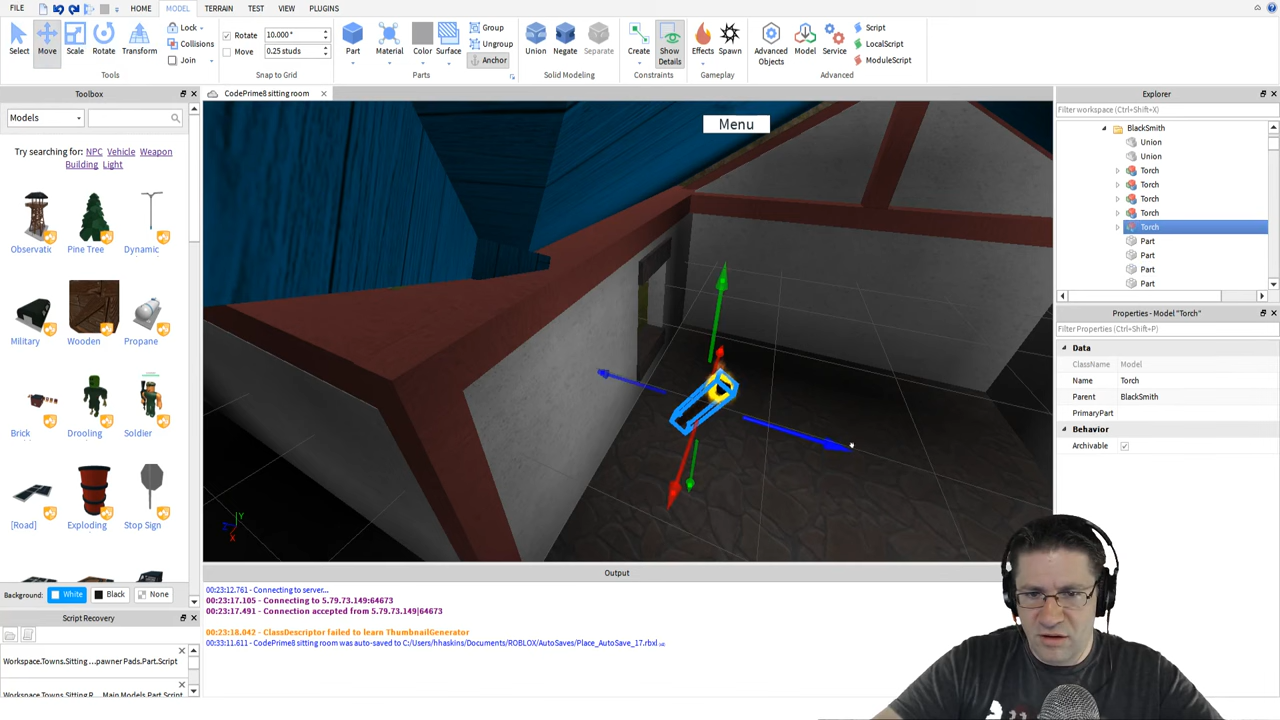 FILE HOME MODEL TERRAIN TEST VIEW PLUGINS
Select Move Scale Rotate Transform
Lock
Collisions
Join
Tools
Rotate 10.000°
Move 0.25 studs
Snap to Grid
Part Material Color Surface
Group
Ungroup
Anchor
Parts
Union Negate Separate
Solid Modeling
Create Show Details
Constraints
Effects Spawn
Gameplay
Advanced Objects Model Service
Script
LocalScript
ModuleScript
Advanced
Toolbox
Models
Try searching for: NPC Vehicle Weapon
Building Light
Observatic Pine Tree Dynamic
Military Wooden Propane
Brick Drooling Soldier
[Road] Exploding Stop Sign
Background: White Black None
Script Recovery
Workspace.Towns.Sitting ...pawner Pads.Part.Script
Workspace.Towns.Sitting R... Main Models Part Script
CodePrime8 sitting room
Menu
Y
Z
X
Output
00:23:12.761 - Connecting to server...
00:23:17.105 - Connecting to 5.79.73.149:64673
00:23:17.491 - Connection accepted from 5.79.73.149|64673
00:23:18.042 - ClassDescriptor failed to learn ThumbnailGenerator
00:33:11.611 - CodePrime8 sitting room was auto-saved to C:/Users/hhaskins/Documents/ROBLOX/AutoSaves/Place_AutoSave_17.rbxl
Explorer
Filter workspace (Ctrl+Shift+X)
BlackSmith
Union
Union
Torch
Torch
Torch
Torch
Torch
Part
Part
Part
Part
Properties - Model "Torch"
Filter Properties (Ctrl+Shift+P)
Data
ClassName Model
Name Torch
Parent BlackSmith
PrimaryPart
Behavior
Archivable